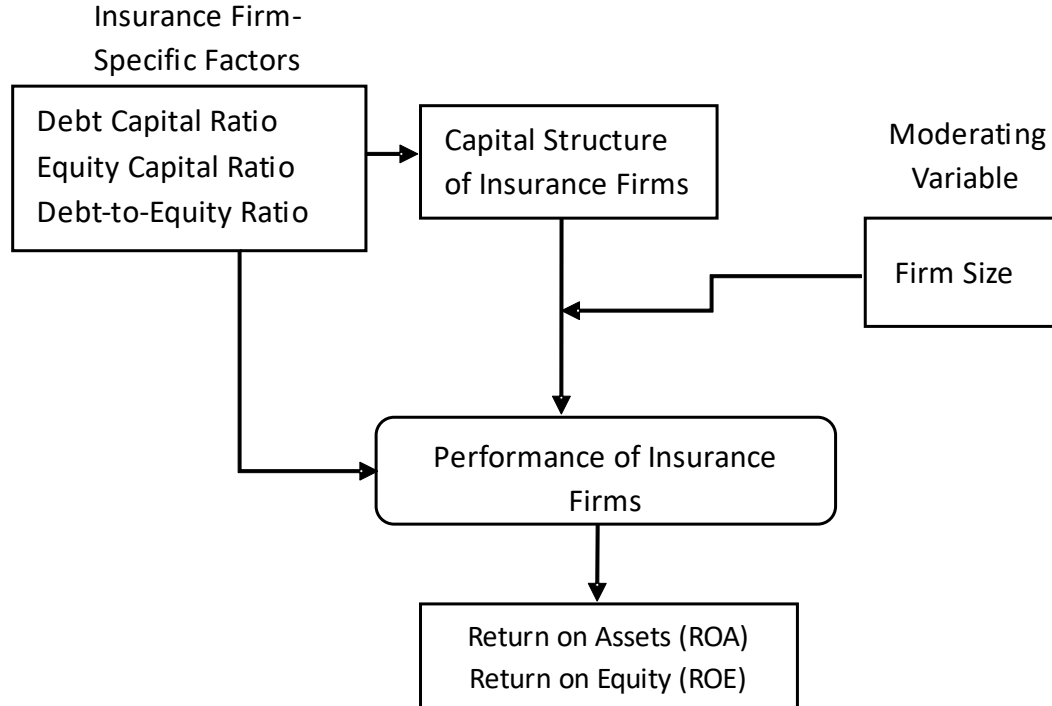 Insurance Firm-
Specific Factors
Debt Capital Ratio
Equity Capital Ratio
Debt-to-Equity Ratio
Capital Structure
of Insurance Firms
Moderating
Variable
Firm Size
Performance of Insurance
Firms
Return on Assets (ROA)
Return on Equity (ROE)